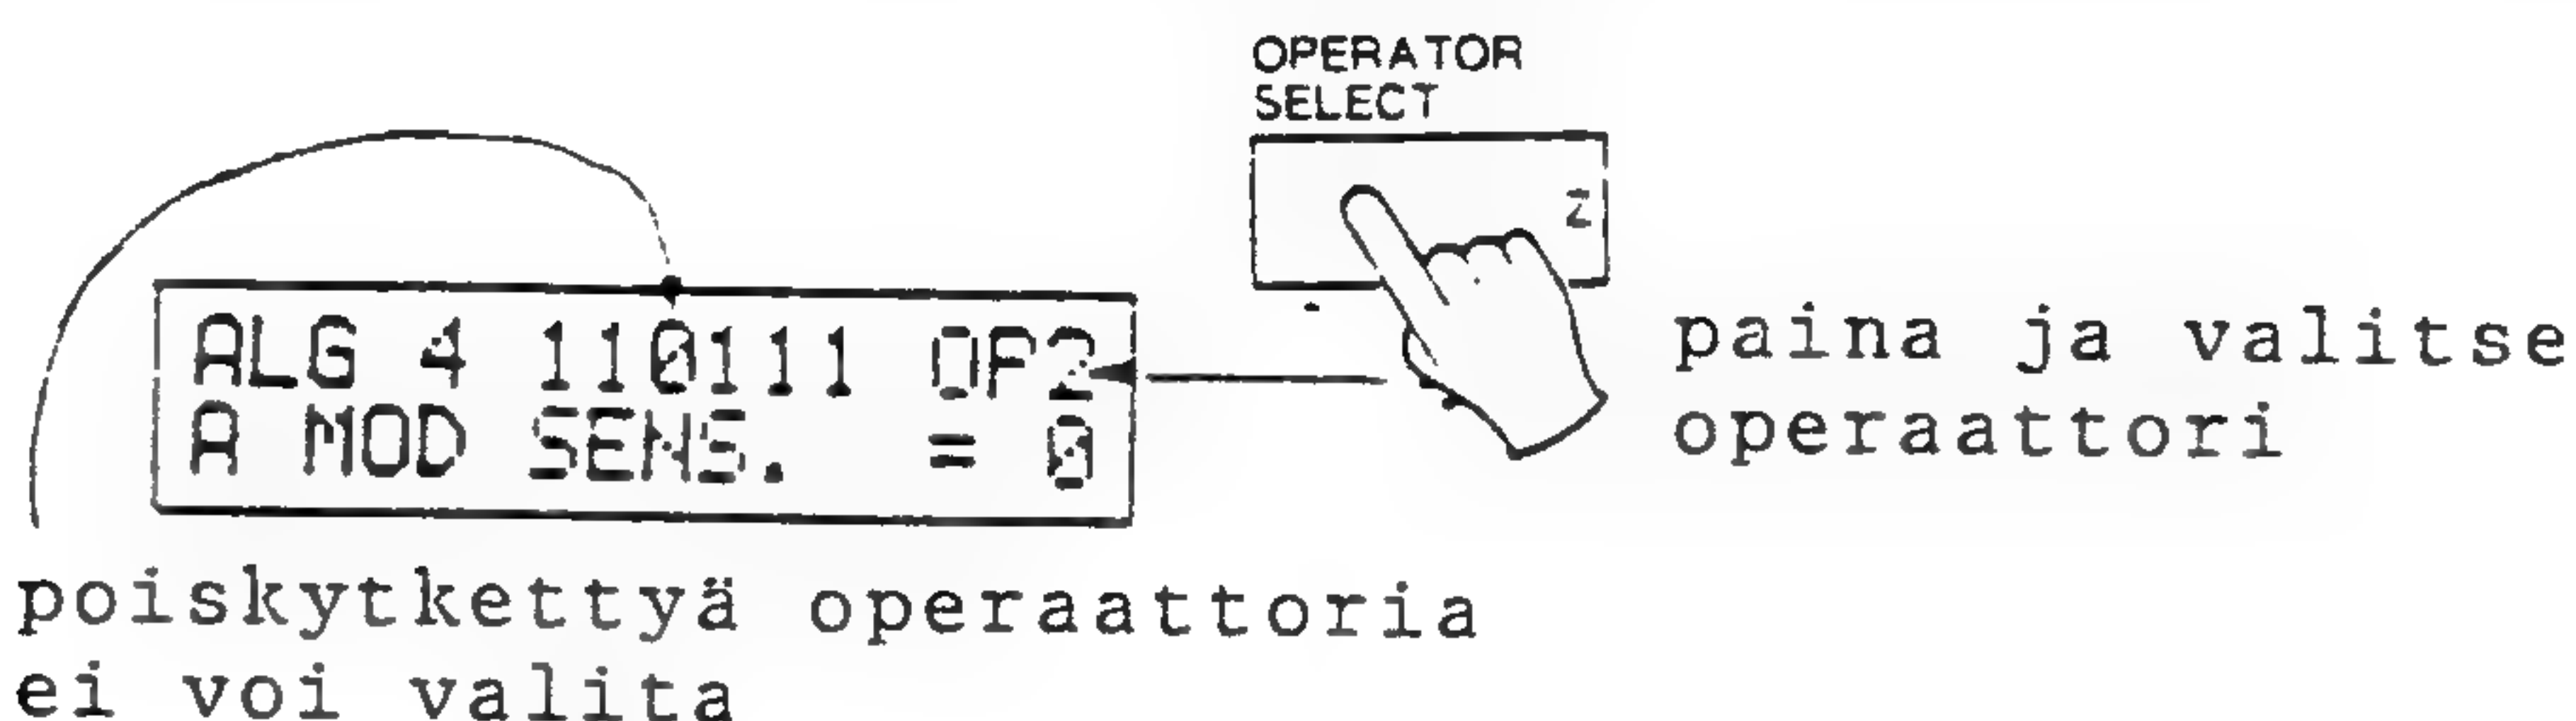 OPERATOR
SELECT
z
ALG 4 110111 OP2
A MOD SENS. = 0
paina ja valitse
operaattori
poiskytkettyä operaattoria
ei voi valita